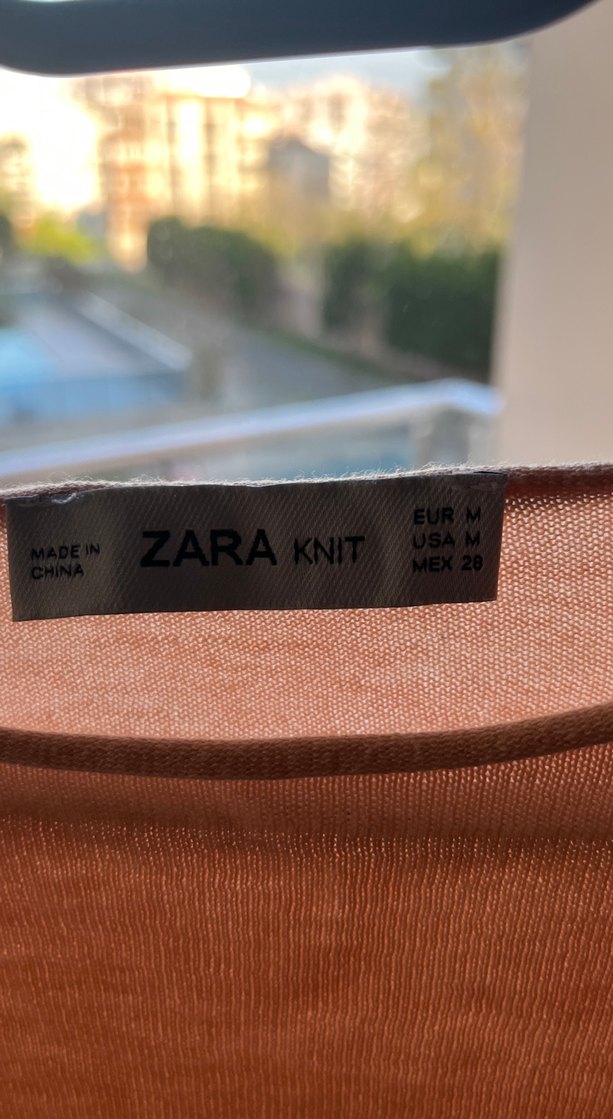 MADE IN
CHINA
ZARA KNIT
EUR M
USA M
MEX 28